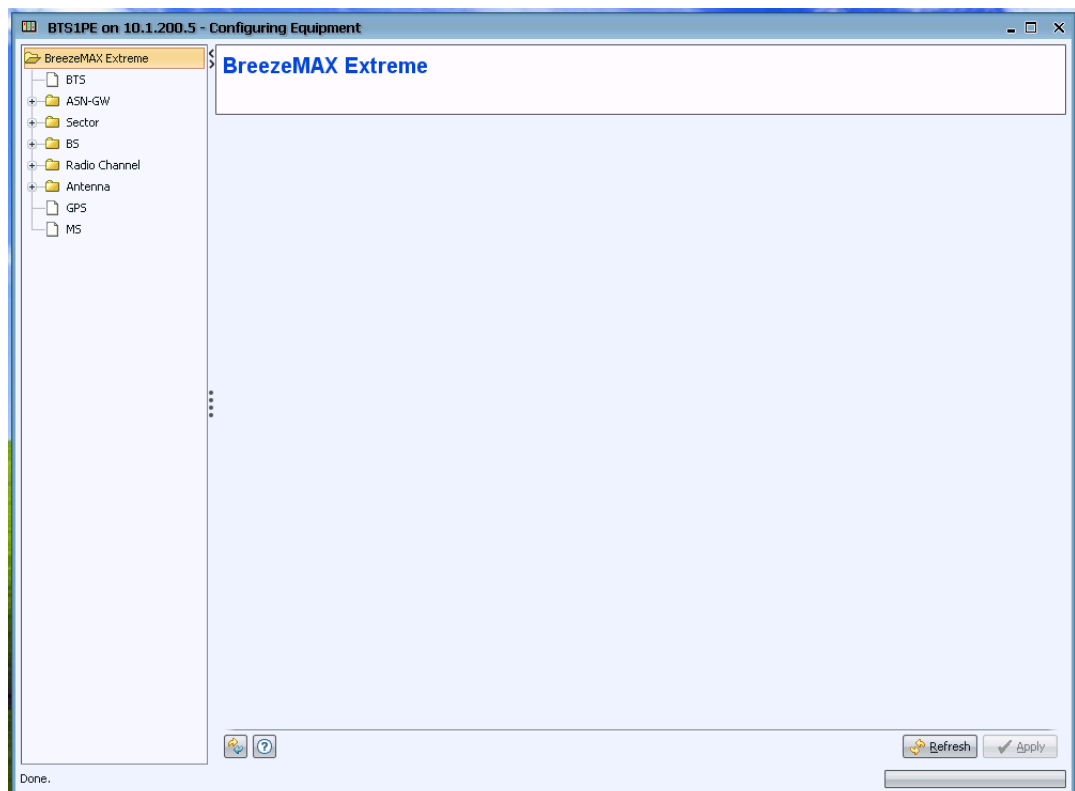 BTS1PE on 10.1.200.5 - Configuring Equipment
BreezeMAX Extreme
BTS
ASN-GW
Sector
BS
Radio Channel
Antenna
GPS
MS
BreezeMAX Extreme
Refresh
Apply
Done.